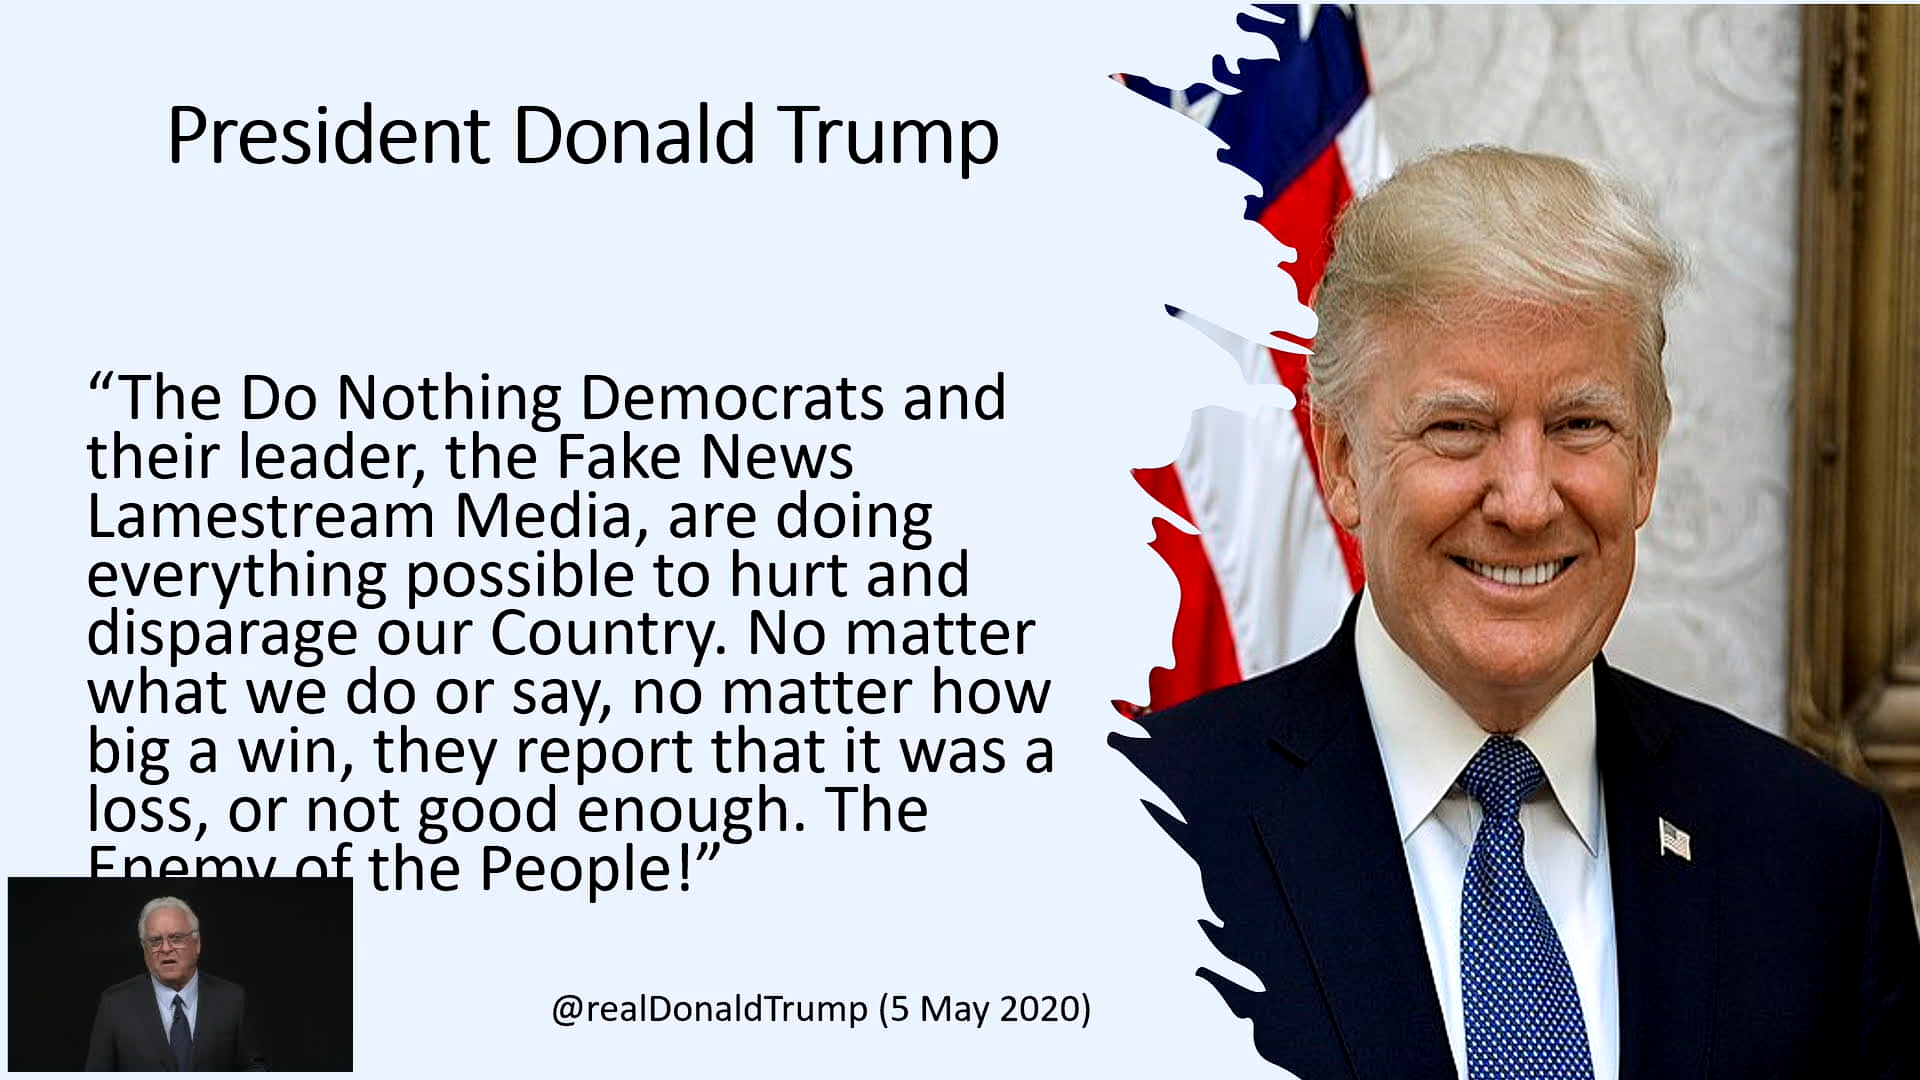 President Donald Trump
“The Do Nothing Democrats and
their leader, the Fake News
Lamestream Media, are doing
everything possible to hurt and
disparage our Country. No matter
what we do or say, no matter how
big a win, they report that it was a
loss, or not good enough. The
Enemy of the People!”
@realDonaldTrump (5 May 2020)